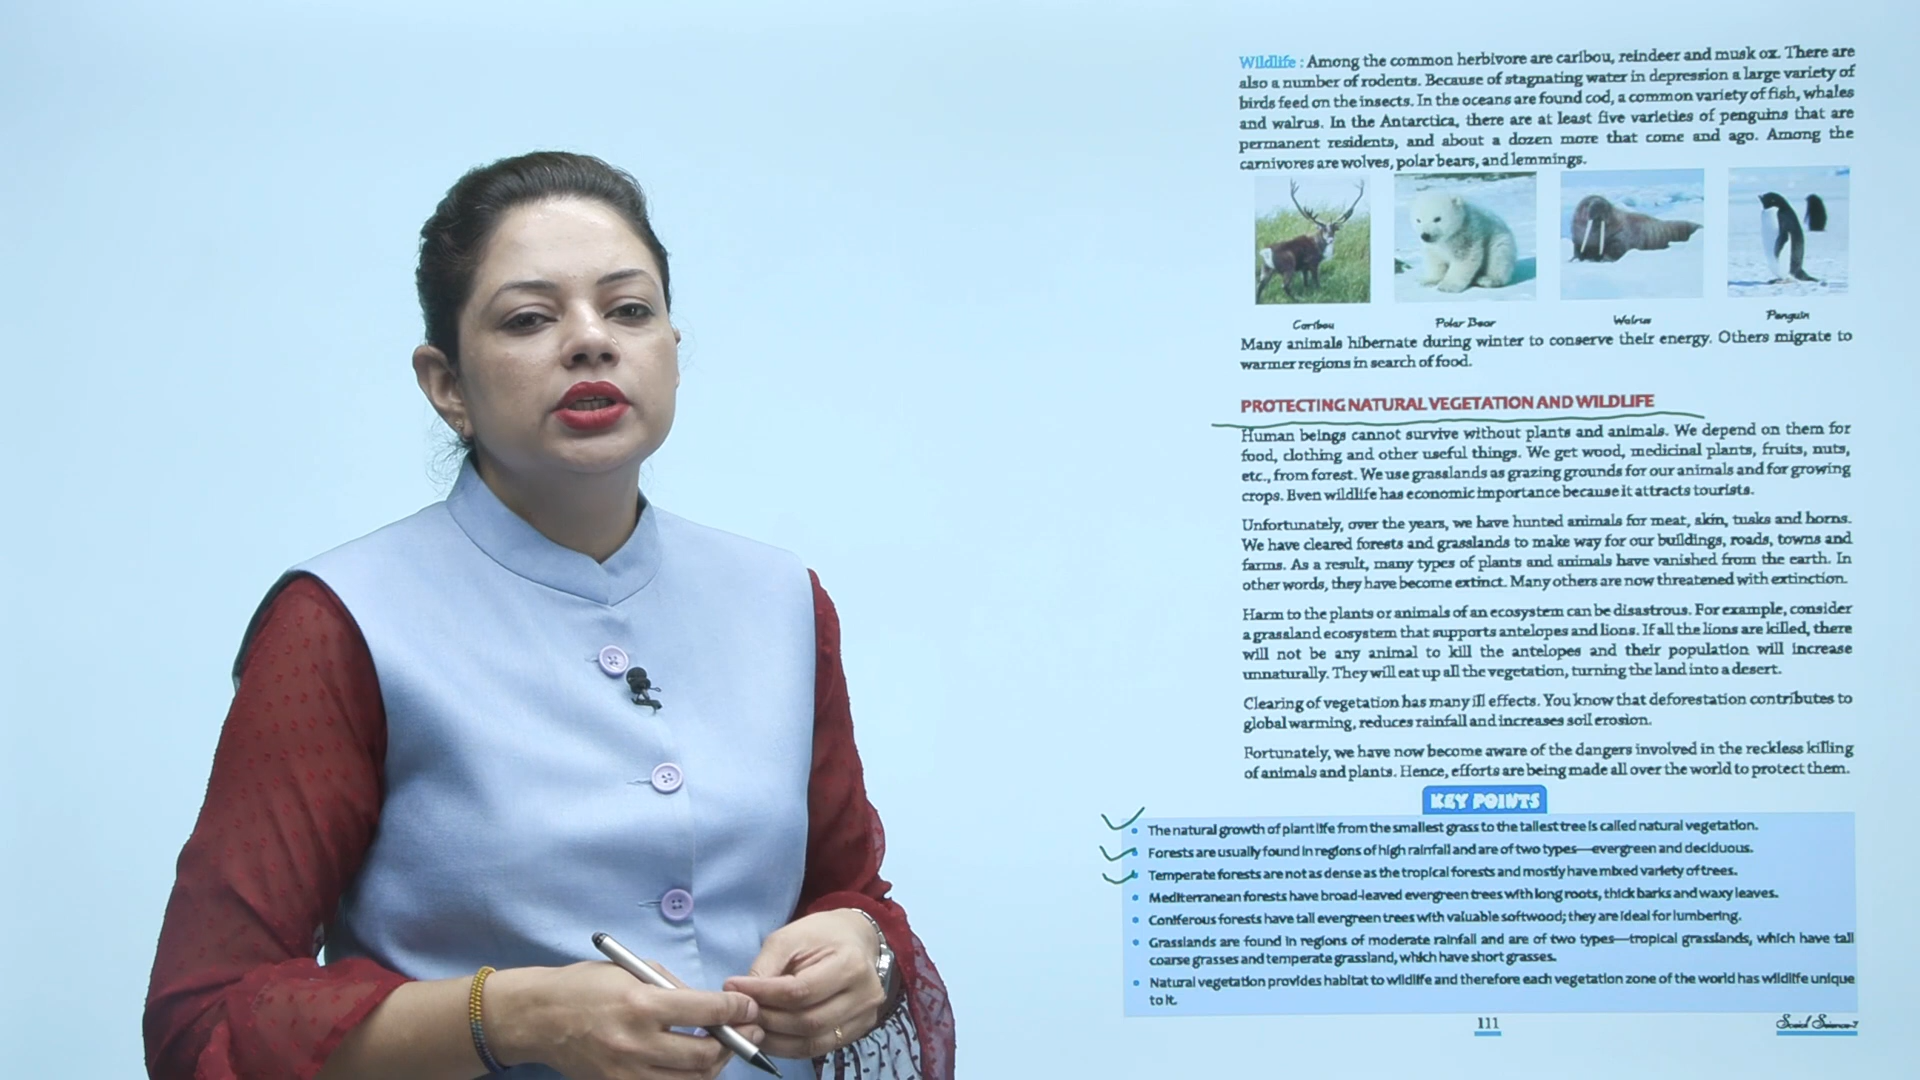 Wildlife : Among the common herbivore are caribou, reindeer and musk ox. There are
also a number of rodents. Because of stagnating water in depression a large variety of
birds feed on the insects. In the oceans are found cod, a common variety of fish, whales
and walrus. In the Antarctica, there are at least five varieties of penguins that are
permanent residents, and about a dozen more that come and ago. Among the
carnivores are wolves, polar bears, and lemmings.
Caribou Polar Bear Walrus Penguin
Many animals hibernate during winter to conserve their energy. Others migrate to
warmer regions in search of food.
PROTECTING NATURAL VEGETATION AND WILDLIFE
Human beings cannot survive without plants and animals. We depend on them for
food, clothing and other useful things. We get wood, medicinal plants, fruits, nuts,
etc., from forest. We use grasslands as grazing grounds for our animals and for growing
crops. Even wildlife has economic importance because it attracts tourists.
Unfortunately, over the years, we have hunted animals for meat, skin, tusks and horns.
We have cleared forests and grasslands to make way for our buildings, roads, towns and
farms. As a result, many types of plants and animals have vanished from the earth. In
other words, they have become extinct. Many others are now threatened with extinction.
Harm to the plants or animals of an ecosystem can be disastrous. For example, consider
a grassland ecosystem that supports antelopes and lions. If all the lions are killed, there
will not be any animal to kill the antelopes and their population will increase
unnaturally. They will eat up all the vegetation, turning the land into a desert.
Clearing of vegetation has many ill effects. You know that deforestation contributes to
global warming, reduces rainfall and increases soil erosion.
Fortunately, we have now become aware of the dangers involved in the reckless killing
of animals and plants. Hence, efforts are being made all over the world to protect them.
KEY POINTS
• The natural growth of plant life from the smallest grass to the tallest tree is called natural vegetation.
• Forests are usually found in regions of high rainfall and are of two types—evergreen and deciduous.
• Temperate forests are not as dense as the tropical forests and mostly have mixed variety of trees.
• Mediterranean forests have broad-leaved evergreen trees with long roots, thick barks and waxy leaves.
• Coniferous forests have tall evergreen trees with valuable softwood; they are ideal for lumbering.
• Grasslands are found in regions of moderate rainfall and are of two types—tropical grasslands, which have tall
coarse grasses and temperate grassland, which have short grasses.
• Natural vegetation provides habitat to wildlife and therefore each vegetation zone of the world has wildlife unique
to it.
111 Social Science-7